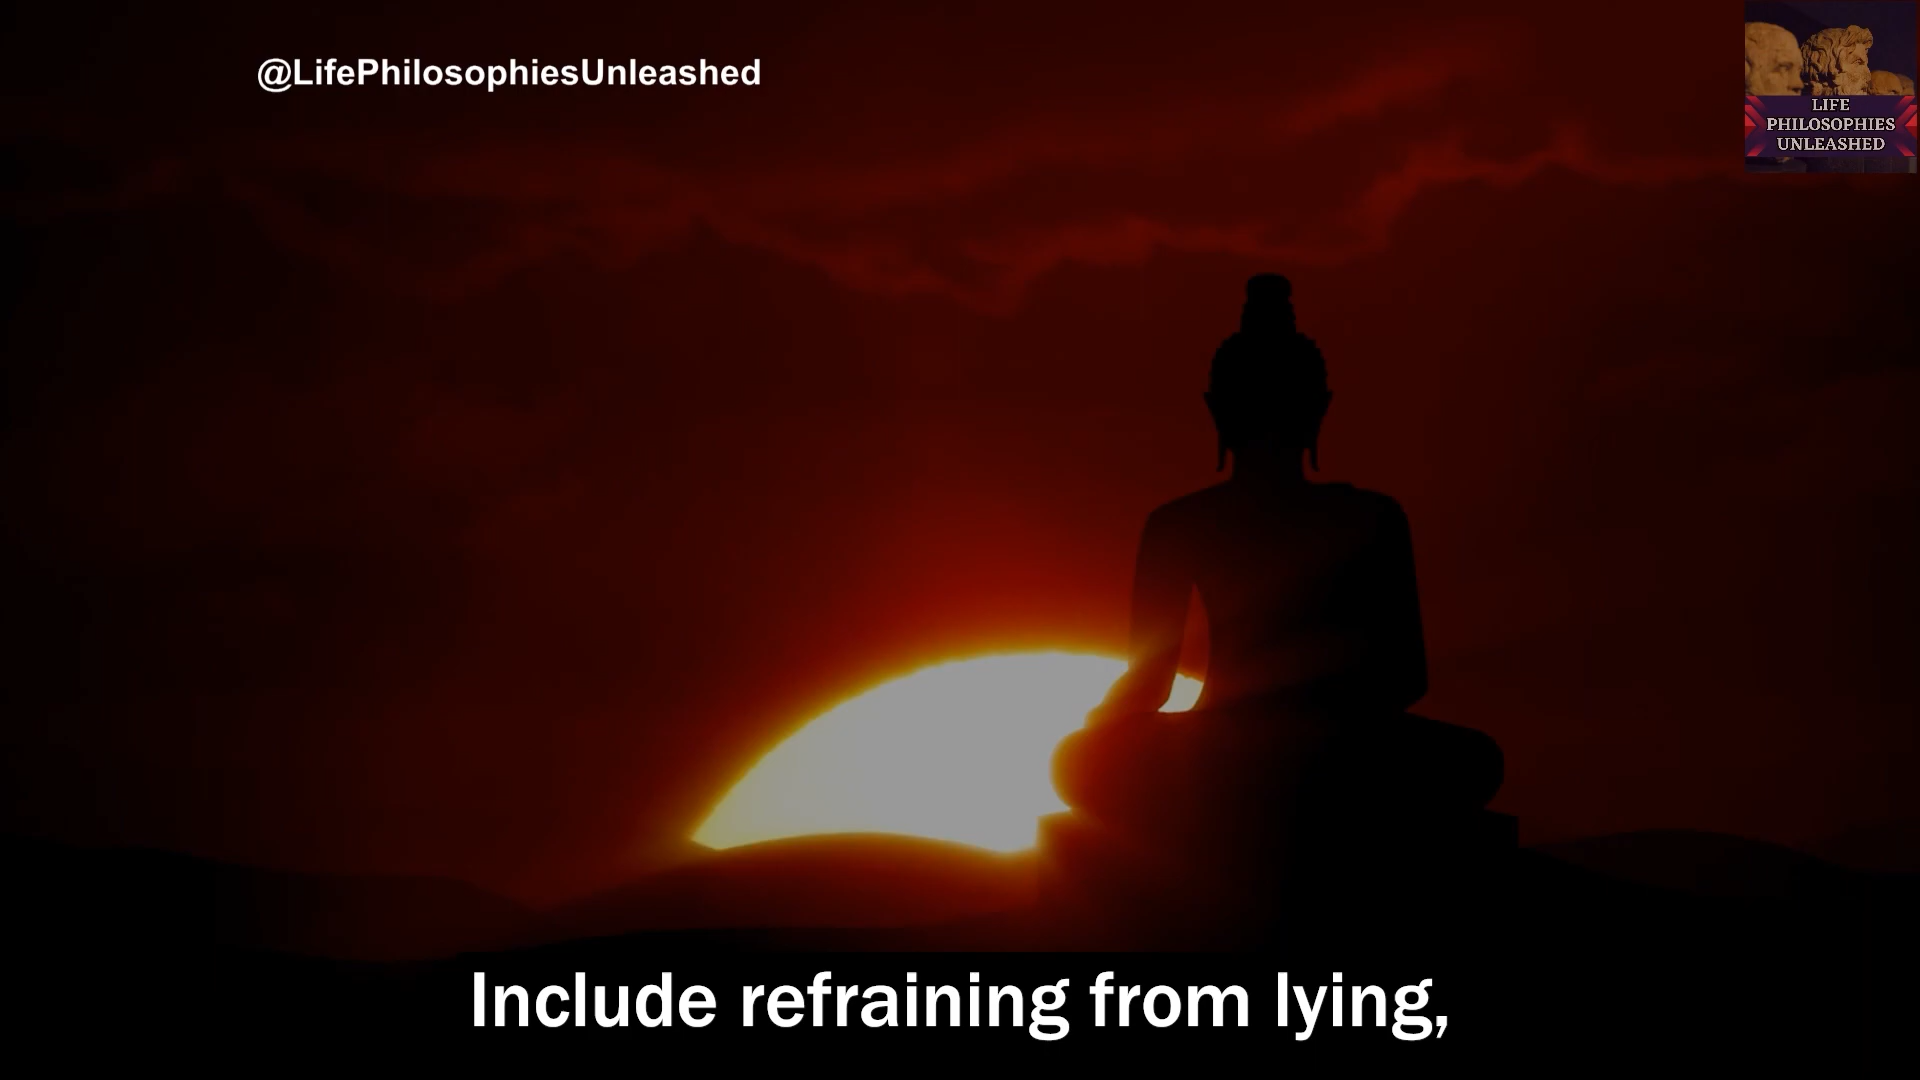 @LifePhilosophiesUnleashed
LIFE
PHILOSOPHIES
UNLEASHED
Include refraining from lying,